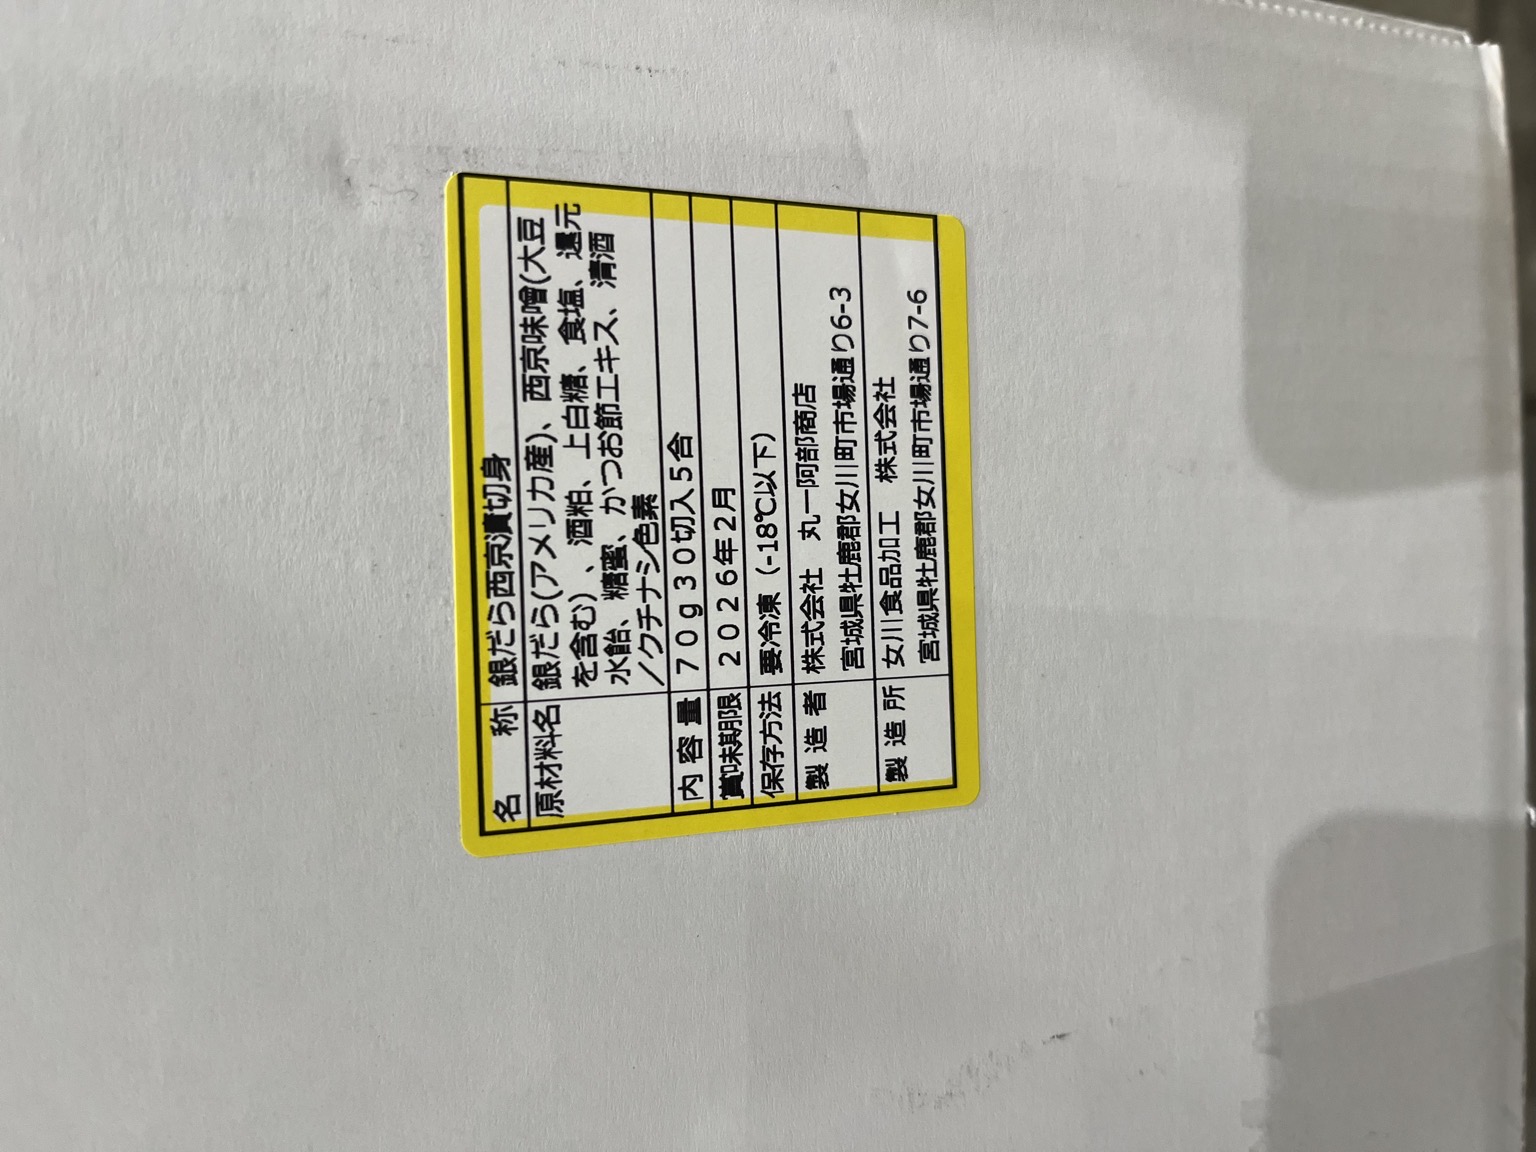 名 称 銀だら西京漬切身
原材料名 銀だら(アメリカ産)、西京味噌(大豆
を含む)、酒粕、上白糖、食塩、還元
水飴、糖蜜、かつお節エキス、清酒
/クチナシ色素
内容量 70g30切入5合
賞味期限 2026年2月
保存方法 要冷凍(-18℃以下)
製造者 株式会社 丸一阿部商店
宮城県牡鹿郡女川町市場通り6-3
製造所 女川食品加工 株式会社
宮城県牡鹿郡女川町市場通り7-6